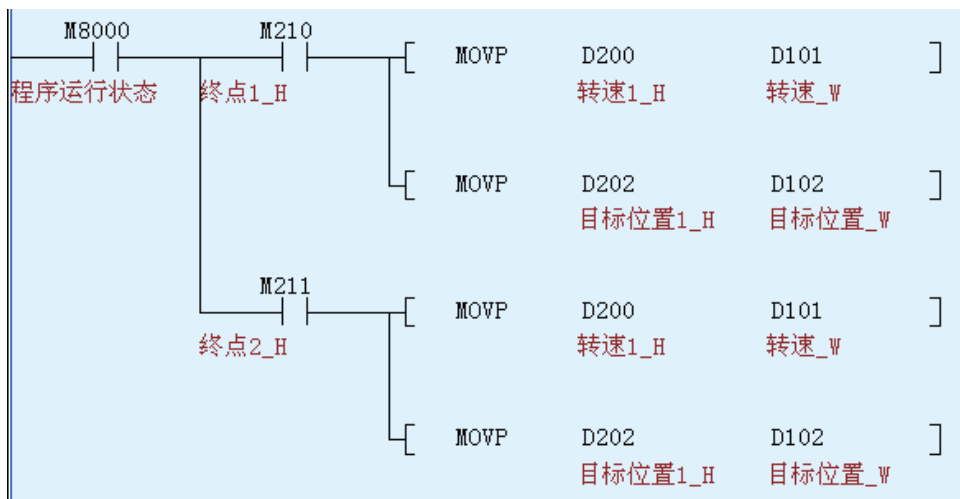 M8000 M210
MOVP D200 D101
程序运行状态 终点1_H 转速1_H 转速_W
MOVP D202 D102
目标位置1_H 目标位置_W
M211
MOVP D200 D101
终点2_H 转速1_H 转速_W
MOVP D202 D102
目标位置1_H 目标位置_W